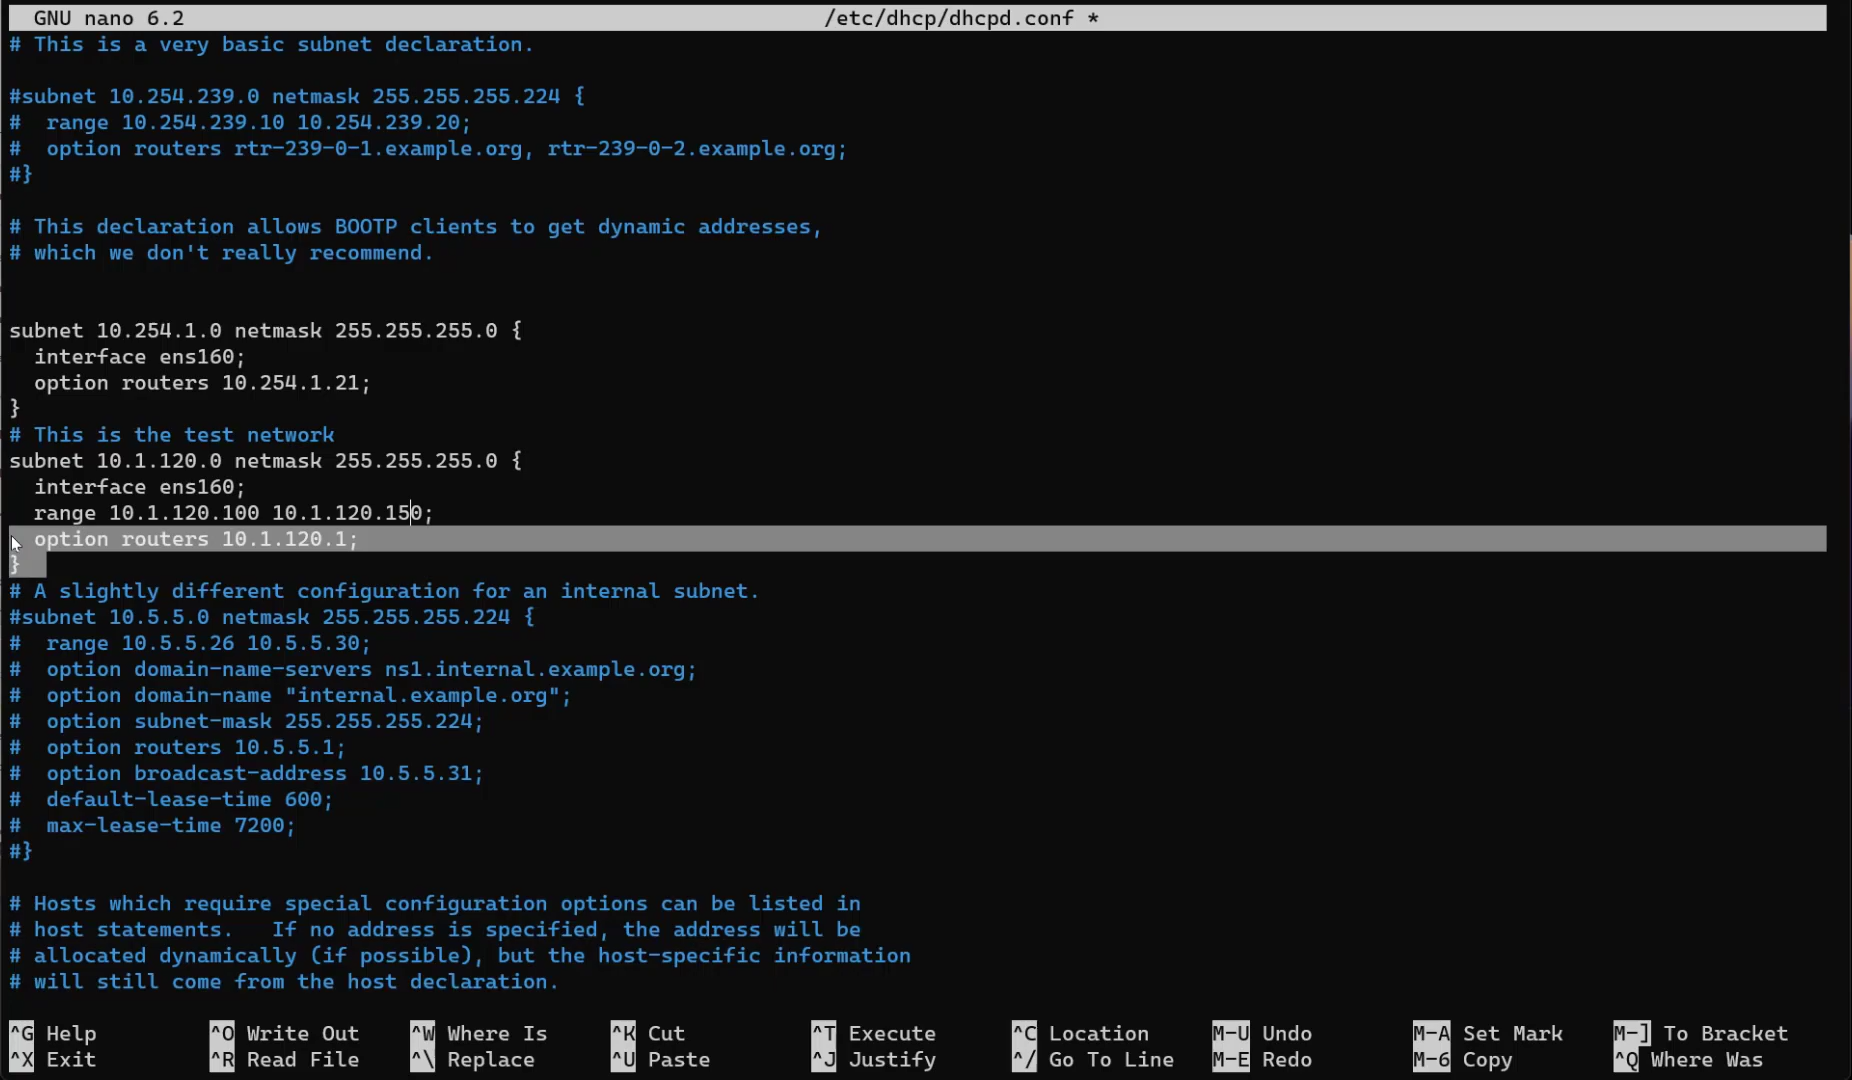 GNU nano 6.2 /etc/dhcp/dhcpd.conf *
# This is a very basic subnet declaration.
#subnet 10.254.239.0 netmask 255.255.255.224 {
#  range 10.254.239.10 10.254.239.20;
#  option routers rtr-239-0-1.example.org, rtr-239-0-2.example.org;
#}
# This declaration allows BOOTP clients to get dynamic addresses,
# which we don't really recommend.
subnet 10.254.1.0 netmask 255.255.255.0 {
  interface ens160;
  option routers 10.254.1.21;
}
# This is the test network
subnet 10.1.120.0 netmask 255.255.255.0 {
  interface ens160;
  range 10.1.120.100 10.1.120.150;
  option routers 10.1.120.1;
}
# A slightly different configuration for an internal subnet.
#subnet 10.5.5.0 netmask 255.255.255.224 {
#  range 10.5.5.26 10.5.5.30;
#  option domain-name-servers ns1.internal.example.org;
#  option domain-name "internal.example.org";
#  option subnet-mask 255.255.255.224;
#  option routers 10.5.5.1;
#  option broadcast-address 10.5.5.31;
#  default-lease-time 600;
#  max-lease-time 7200;
#}
# Hosts which require special configuration options can be listed in
# host statements.   If no address is specified, the address will be
# allocated dynamically (if possible), but the host-specific information
# will still come from the host declaration.
^G Help ^O Write Out ^W Where Is ^K Cut ^T Execute ^C Location M-U Undo M-A Set Mark M-] To Bracket
^X Exit ^R Read File ^\ Replace ^U Paste ^J Justify ^/ Go To Line M-E Redo M-6 Copy ^Q Where Was